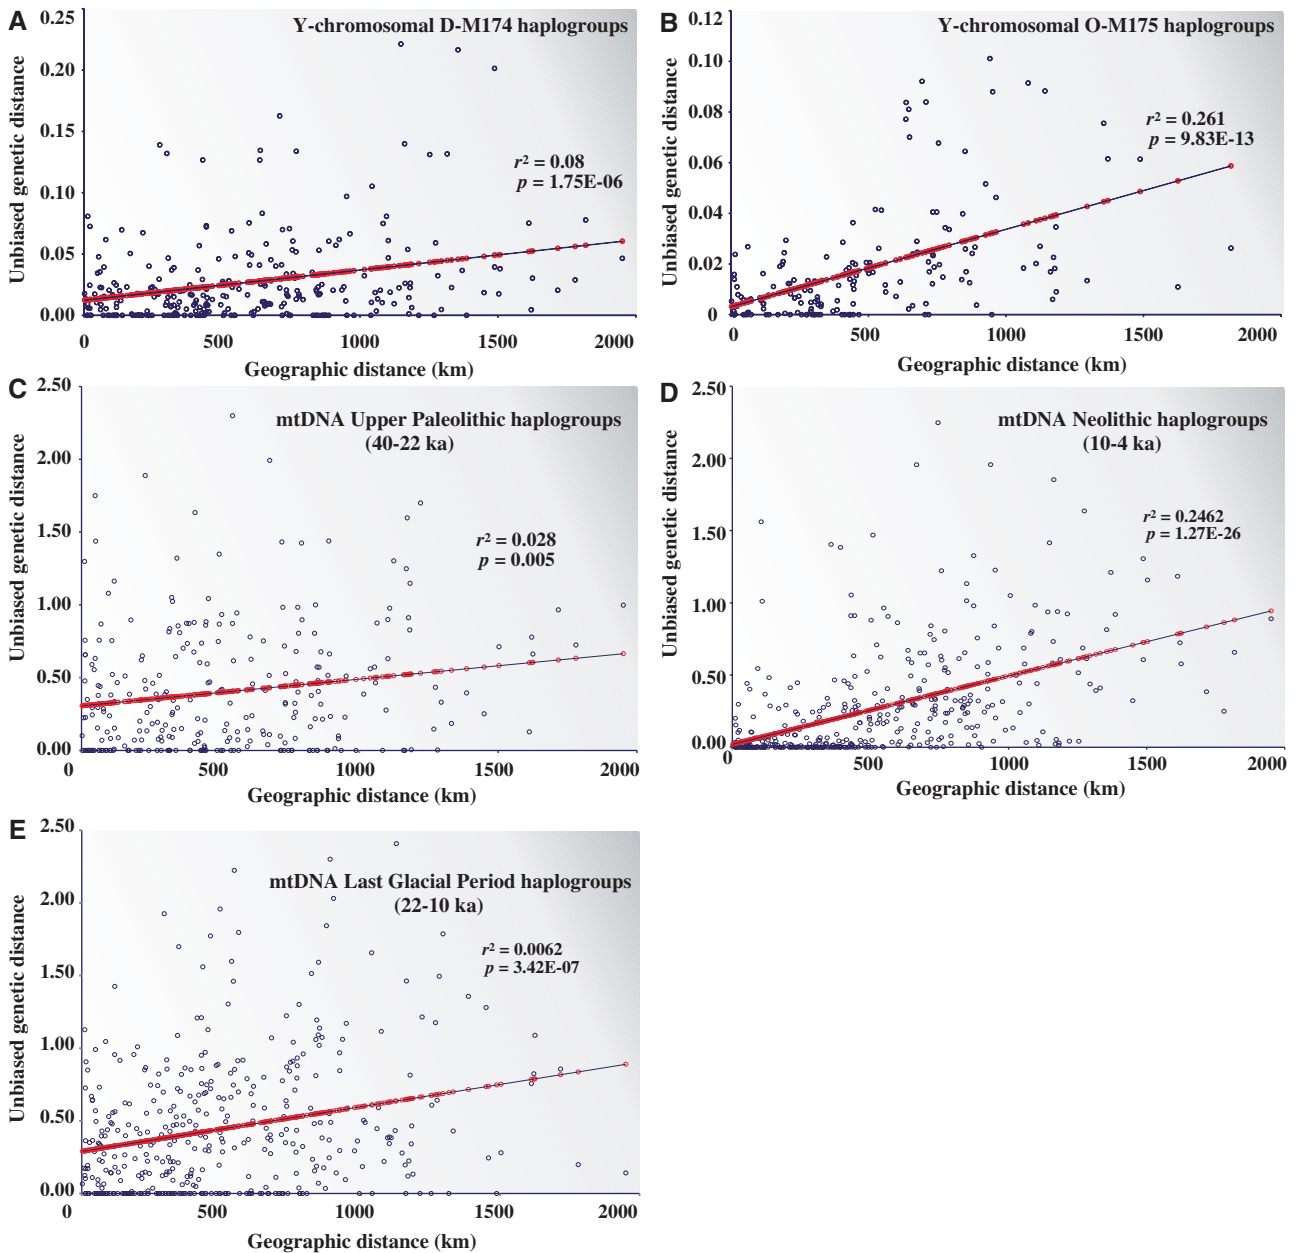 A
Y-chromosomal D-M174 haplogroups
Unbiased genetic distance
0.25
0.20
0.15
0.10
0.05
0.00
r² = 0.08
p = 1.75E-06
0 500 1000 1500 2000
Geographic distance (km)
B
Y-chromosomal O-M175 haplogroups
Unbiased genetic distance
0.12
0.10
0.08
0.06
0.04
0.02
0
r² = 0.261
p = 9.83E-13
0 500 1000 1500 2000
Geographic distance (km)
C
mtDNA Upper Paleolithic haplogroups
(40-22 ka)
Unbiased genetic distance
2.50
2.00
1.50
1.00
0.50
0.00
r² = 0.028
p = 0.005
0 500 1000 1500 2000
Geographic distance (km)
D
mtDNA Neolithic haplogroups
(10-4 ka)
Unbiased genetic distance
2.50
2.00
1.50
1.00
0.50
0.00
r² = 0.2462
p = 1.27E-26
0 500 1000 1500 2000
Geographic distance (km)
E
mtDNA Last Glacial Period haplogroups
(22-10 ka)
Unbiased genetic distance
2.50
2.00
1.50
1.00
0.50
0.00
r² = 0.0062
p = 3.42E-07
0 500 1000 1500 2000
Geographic distance (km)